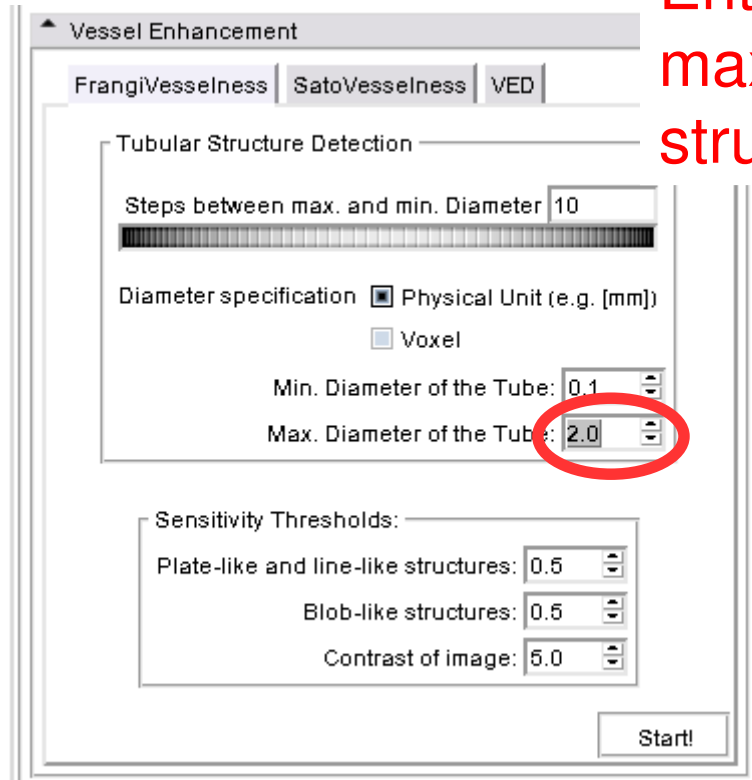 Vessel Enhancement
FrangiVesselness SatoVesselness VED
Tubular Structure Detection
Steps between max. and min. Diameter 10
Diameter specification Physical Unit (e.g. [mm])
Voxel
Min. Diameter of the Tube: 0.1
Max. Diameter of the Tube: 2.0
Sensitivity Thresholds:
Plate-like and line-like structures: 0.5
Blob-like structures: 0.5
Contrast of image: 5.0
Start!